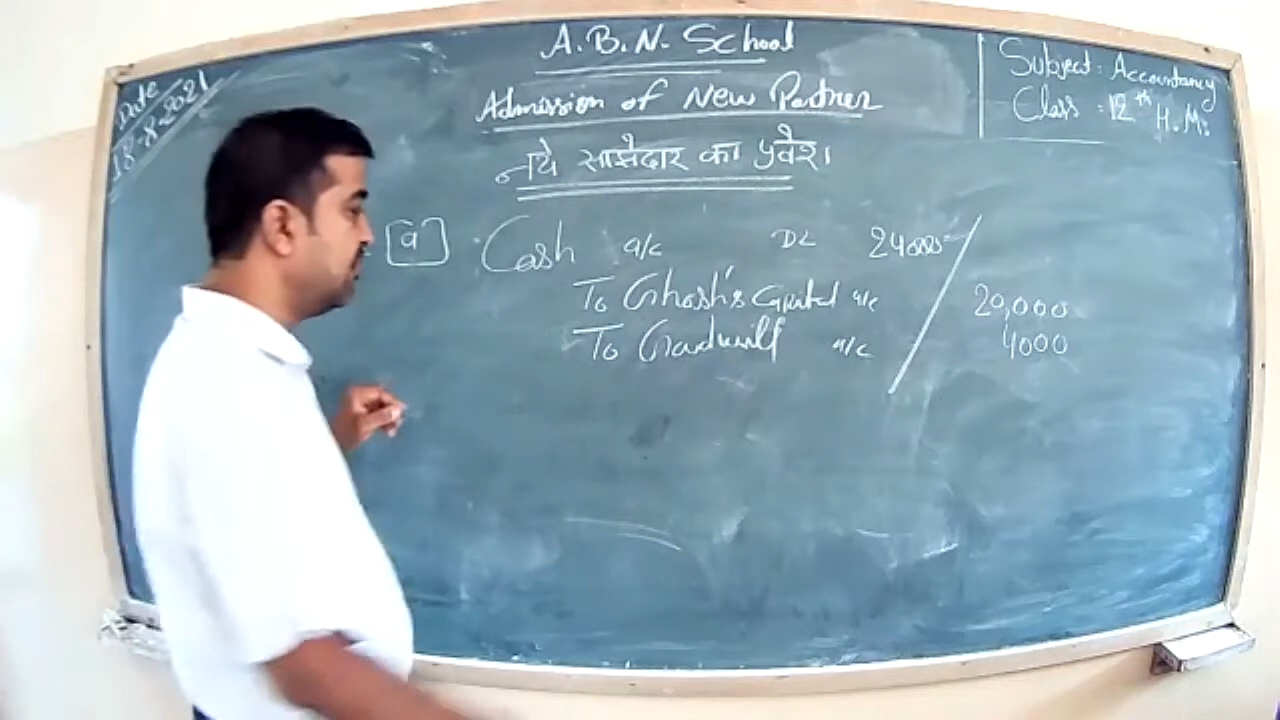 Date
18-8-2021
A.B.N. School
Subject: Accountancy
Class : 12th H.M.
Admission of New Partner
नये साझेदार का प्रवेश।
a Cash a/c Dr 24000=
To Ghosh's Capital a/c 20,000
To Goodwill a/c 4000